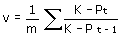 v = 1/m ∑ K – Pt / K – P t - 1